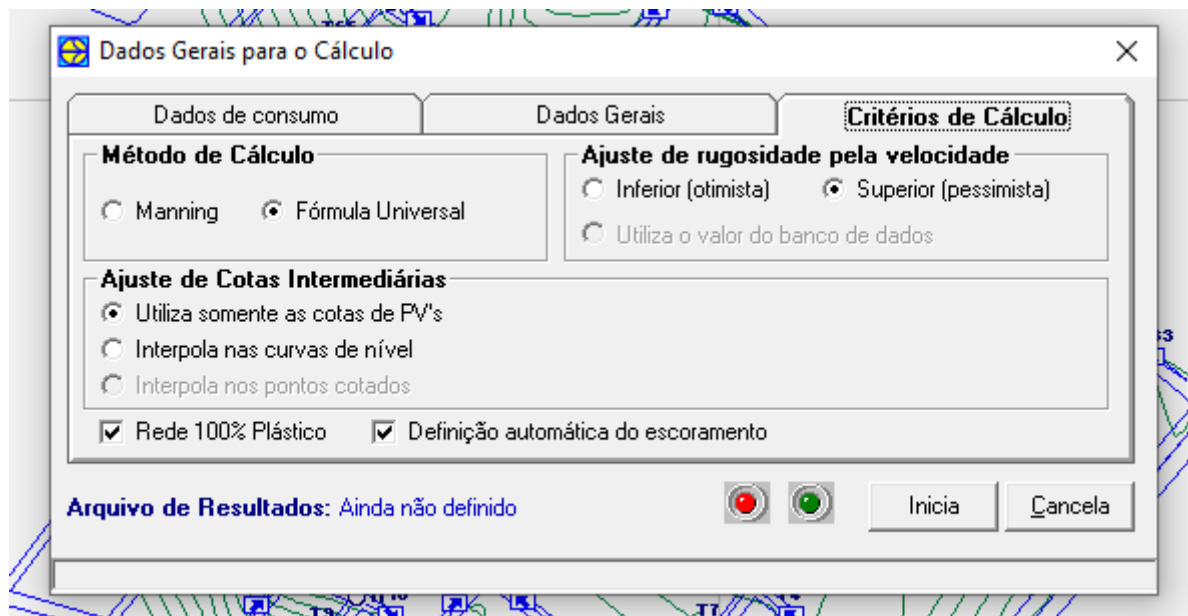 Dados Gerais para o Cálculo
Dados de consumo
Dados Gerais
Critérios de Cálculo
Método de Cálculo
Manning
Fórmula Universal
Ajuste de rugosidade pela velocidade
Inferior (otimista)
Superior (pessimista)
Utiliza o valor do banco de dados
Ajuste de Cotas Intermediárias
Utiliza somente as cotas de PV's
Interpola nas curvas de nível
Interpola nos pontos cotados
Rede 100% Plástico
Definição automática do escoramento
Arquivo de Resultados: Ainda não definido
Inicia
Cancela